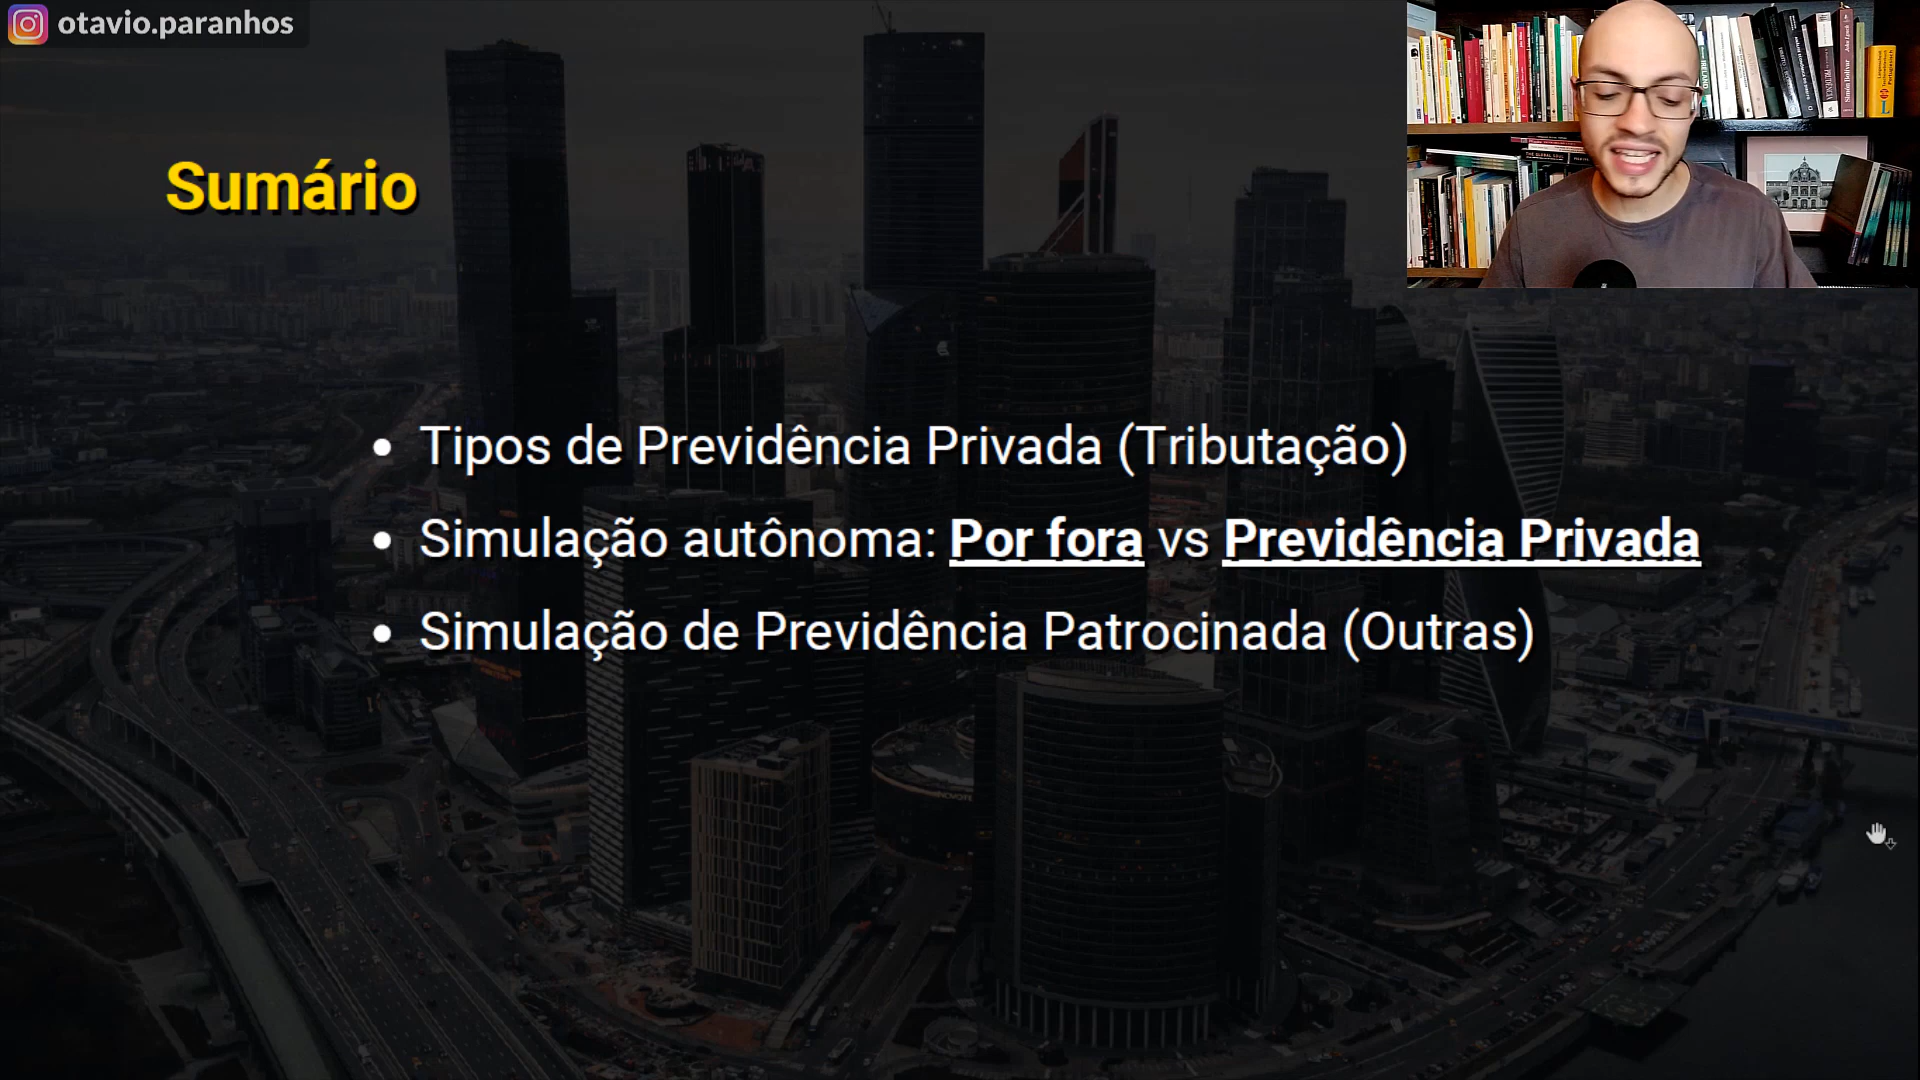 otavio.paranhos
Sumário
Tipos de Previdência Privada (Tributação)
Simulação autônoma: Por fora vs Previdência Privada
Simulação de Previdência Patrocinada (Outras)